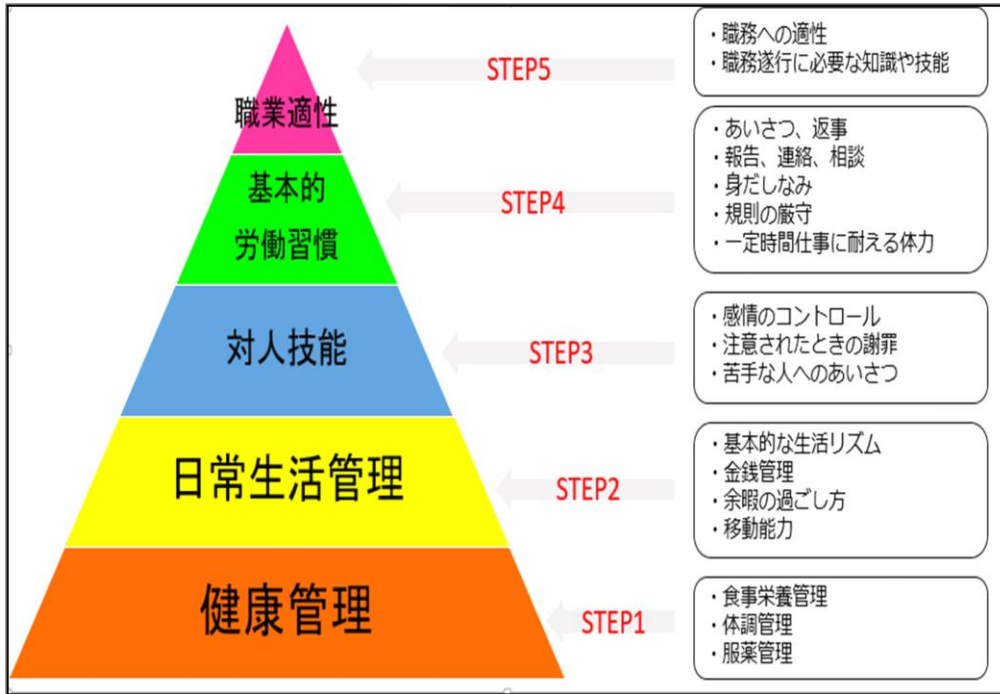 職業適性
STEP5
・職務への適性
・職務遂行に必要な知識や技能
基本的
労働習慣
STEP4
・あいさつ、返事
・報告、連絡、相談
・身だしなみ
・規則の厳守
・一定時間仕事に耐える体力
対人技能
STEP3
・感情のコントロール
・注意されたときの謝罪
・苦手な人へのあいさつ
日常生活管理
STEP2
・基本的な生活リズム
・金銭管理
・余暇の過ごし方
・移動能力
健康管理
STEP1
・食事栄養管理
・体調管理
・服薬管理